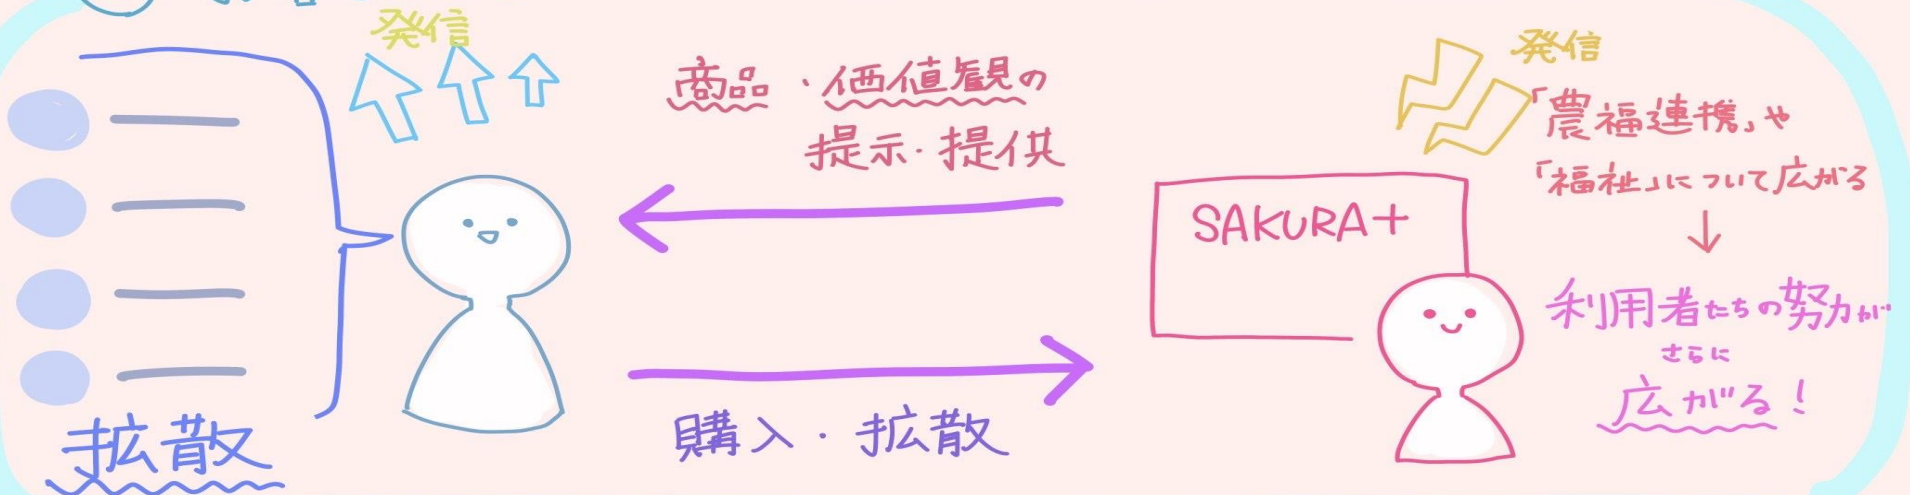 発信
拡散
商品・価値観の
提示・提供
購入・拡散
SAKURA+
発信
「農福連携」や
「福祉」について広がる
利用者たちの努力が
さらに
広がる！